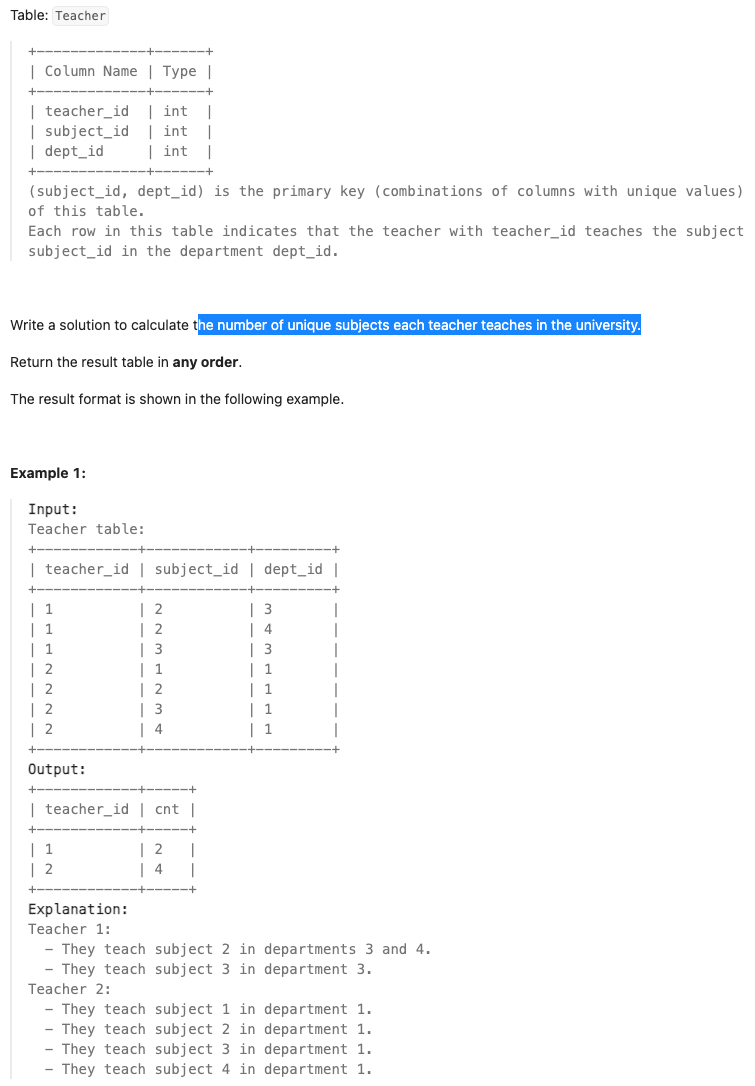 Table: Teacher
+-------------+------+
| Column Name | Type |
+-------------+------+
| teacher_id  | int  |
| subject_id  | int  |
| dept_id     | int  |
+-------------+------+
(subject_id, dept_id) is the primary key (combinations of columns with unique values)
of this table.
Each row in this table indicates that the teacher with teacher_id teaches the subject
subject_id in the department dept_id.
Write a solution to calculate the number of unique subjects each teacher teaches in the university.
Return the result table in any order.
The result format is shown in the following example.
Example 1:
Input:
Teacher table:
+------------+------------+---------+
| teacher_id | subject_id | dept_id |
+------------+------------+---------+
| 1          | 2          | 3       |
| 1          | 2          | 4       |
| 1          | 3          | 3       |
| 2          | 1          | 1       |
| 2          | 2          | 1       |
| 2          | 3          | 1       |
| 2          | 4          | 1       |
+------------+------------+---------+
Output:
+------------+-----+
| teacher_id | cnt |
+------------+-----+
| 1          | 2   |
| 2          | 4   |
+------------+-----+
Explanation:
Teacher 1:
  - They teach subject 2 in departments 3 and 4.
  - They teach subject 3 in department 3.
Teacher 2:
  - They teach subject 1 in department 1.
  - They teach subject 2 in department 1.
  - They teach subject 3 in department 1.
  - They teach subject 4 in department 1.